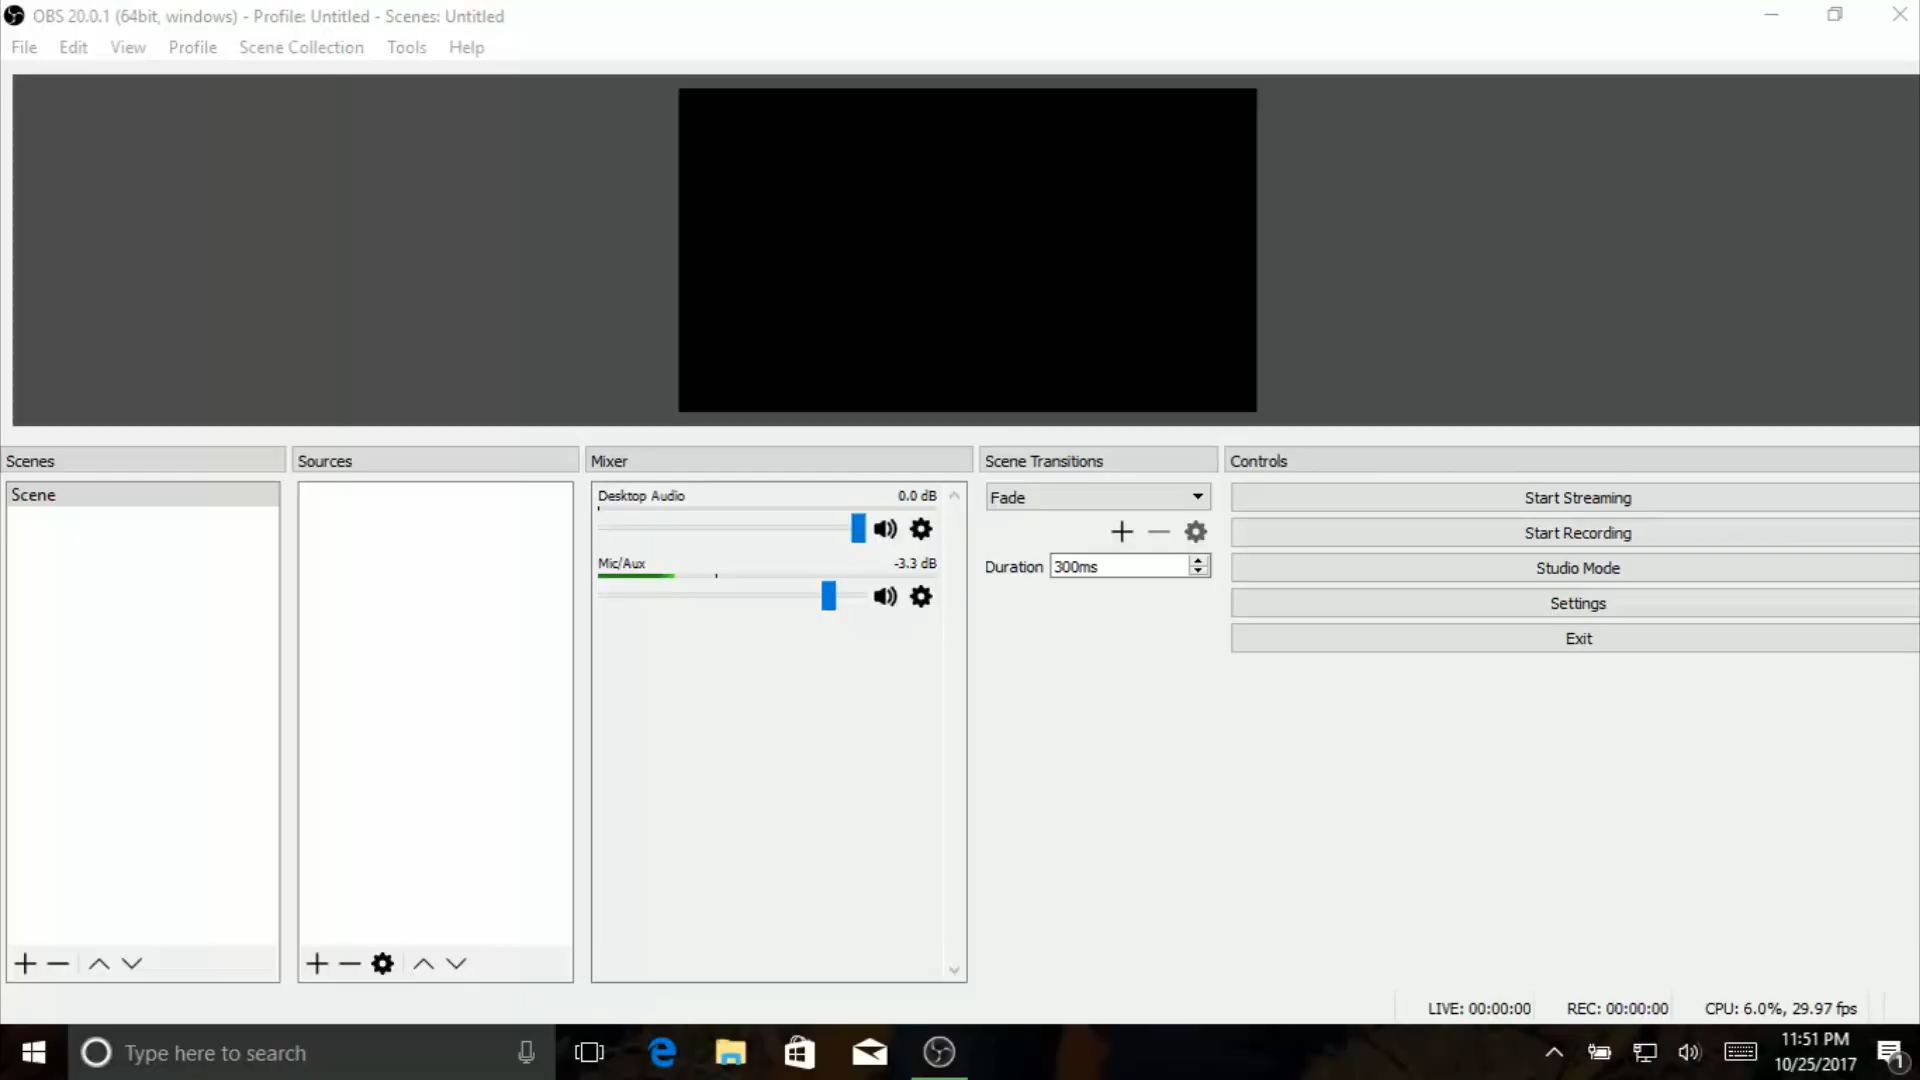 OBS 20.0.1 (64bit, windows) - Profile: Untitled - Scenes: Untitled
File Edit View Profile Scene Collection Tools Help
Scenes
Sources
Mixer
Scene Transitions
Controls
Scene
Desktop Audio 0.0 dB
Mic/Aux -3.3 dB
Fade
Duration 300ms
Start Streaming
Start Recording
Studio Mode
Settings
Exit
LIVE: 00:00:00 REC: 00:00:00 CPU: 6.0%, 29.97 fps
Type here to search
11:51 PM
10/25/2017
1